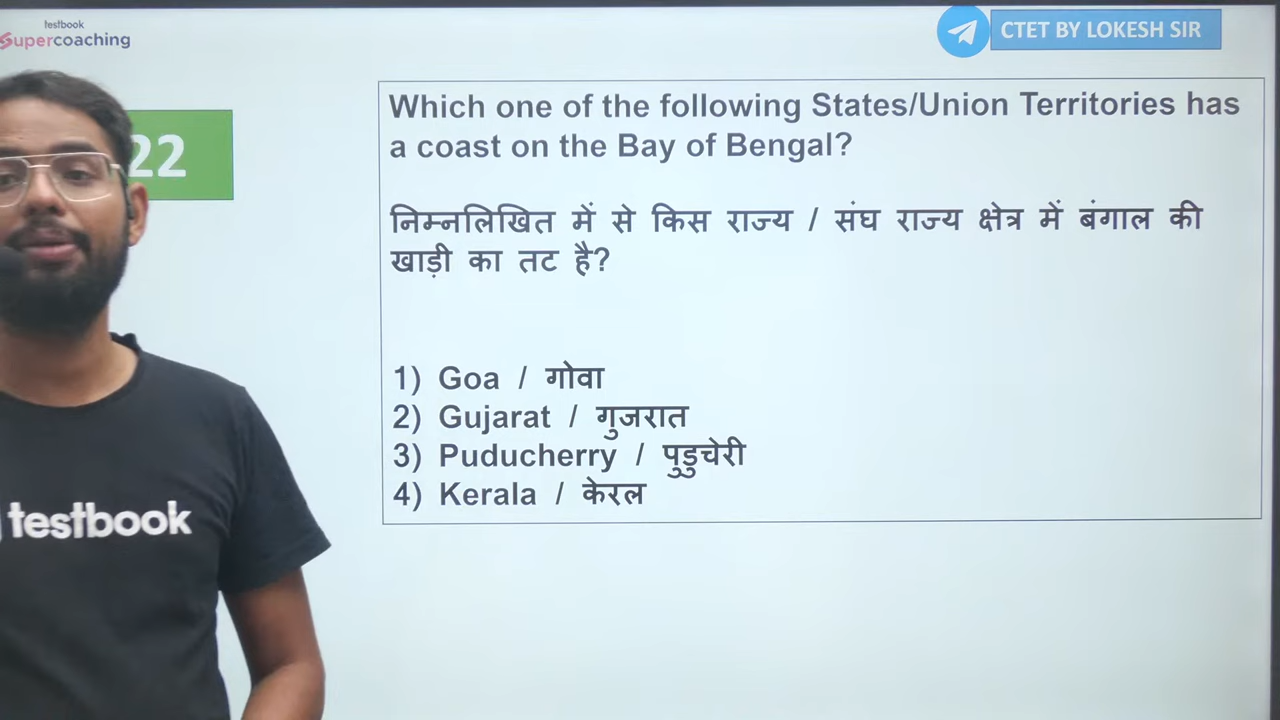 testbook
Supercoaching
CTET BY LOKESH SIR
22
Which one of the following States/Union Territories has
a coast on the Bay of Bengal?
निम्नलिखित में से किस राज्य / संघ राज्य क्षेत्र में बंगाल की
खाड़ी का तट है?
1) Goa / गोवा
2) Gujarat / गुजरात
3) Puducherry / पुडुचेरी
4) Kerala / केरल
testbook